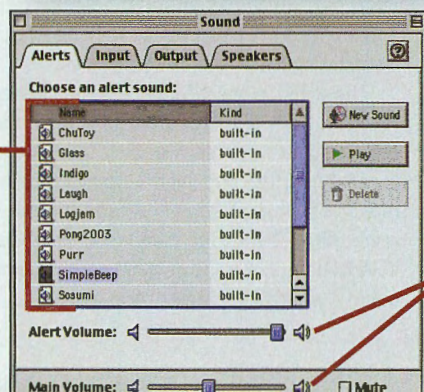 Sound
Alerts Input Output Speakers
Choose an alert sound:
Name Kind
New Sound
ChuToy built-in
Glass built-in
Play
Indigo built-in
Laugh built-in
Delete
Logjam built-in
Pong2003 built-in
Purr built-in
SimpleBeep built-in
Sosumi built-in
Alert Volume:
Main Volume: Mute